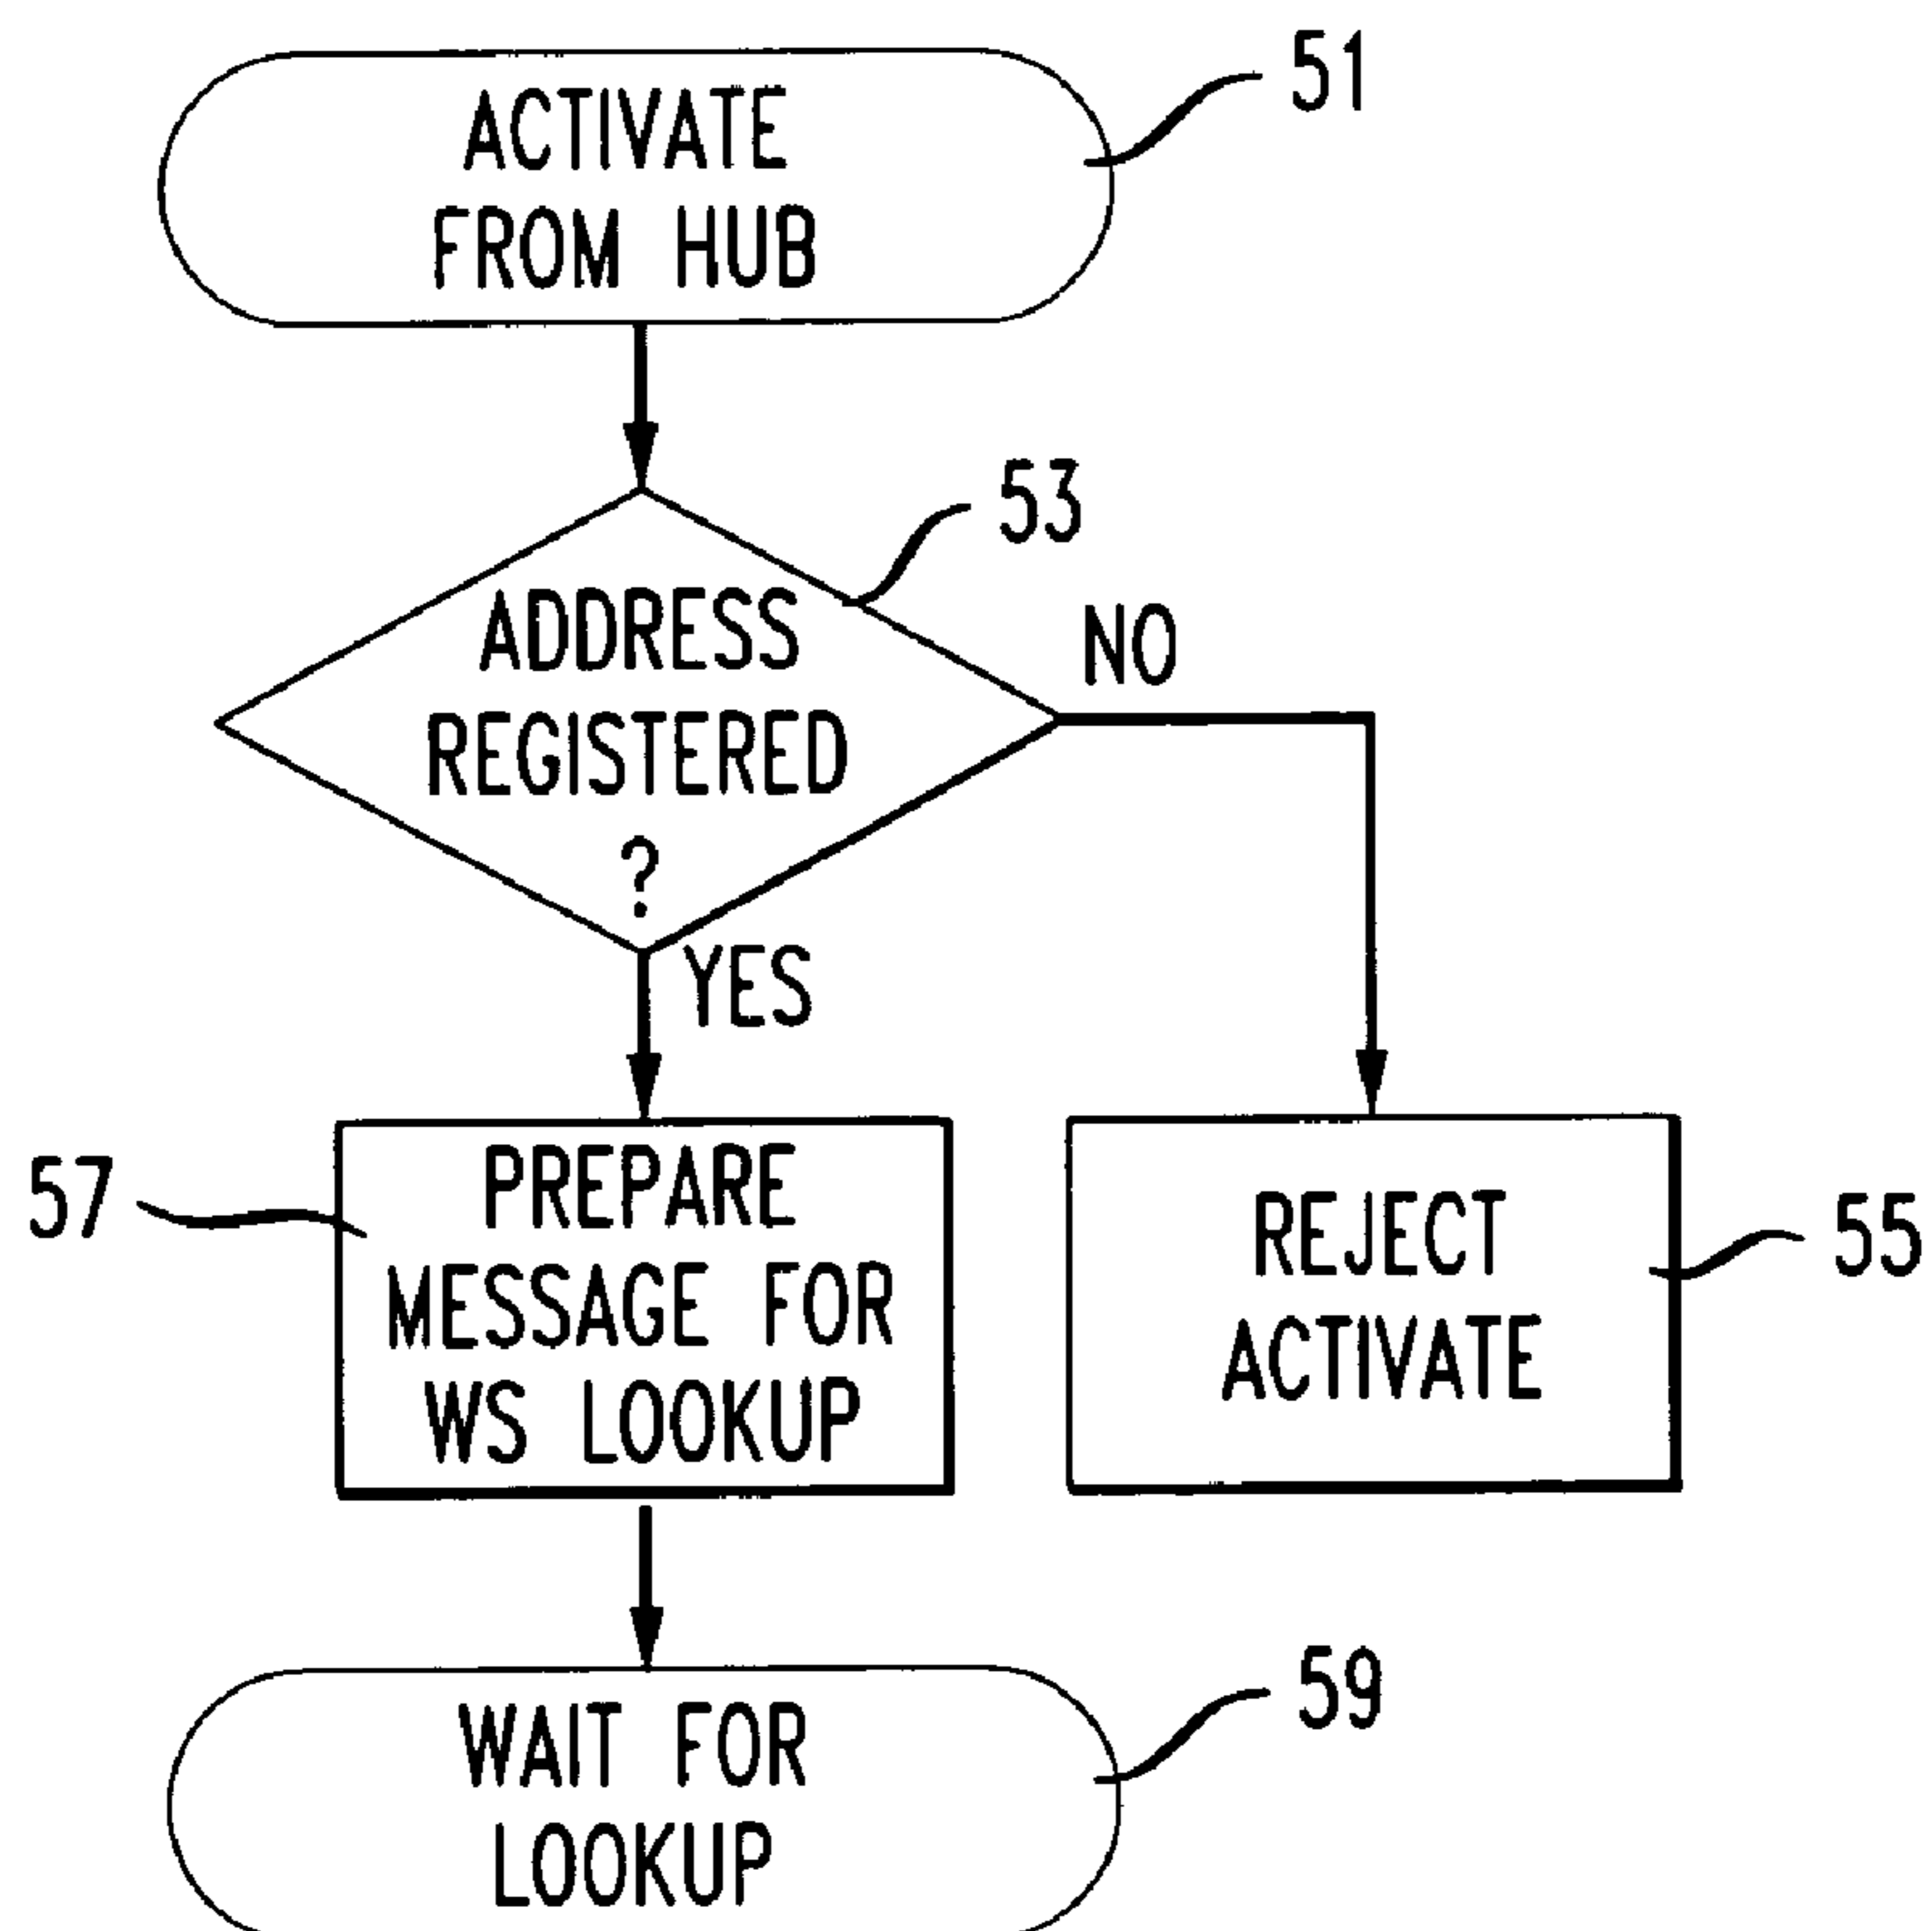 ACTIVATE
FROM HUB
51
ADDRESS
REGISTERED
?
53
NO
YES
PREPARE
MESSAGE FOR
WS LOOKUP
57
REJECT
ACTIVATE
55
WAIT FOR
LOOKUP
59